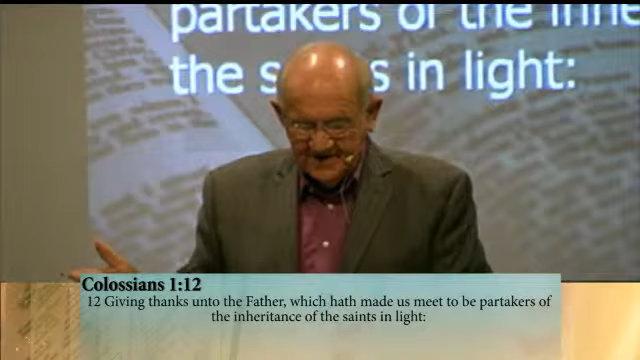 partakers of the inhe
the s s in light:
Colossians 1:12
12 Giving thanks unto the Father, which hath made us meet to be partakers of
the inheritance of the saints in light: